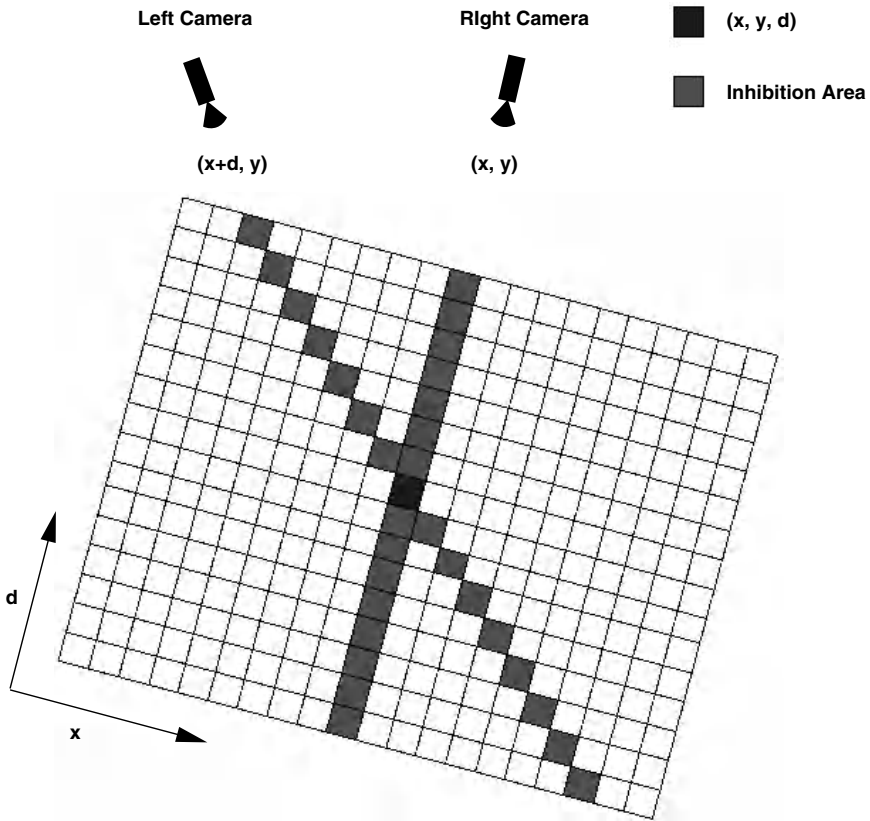 Left Camera
RIght Camera
(x, y, d)
Inhibition Area
(x+d, y)
(x, y)
d
x